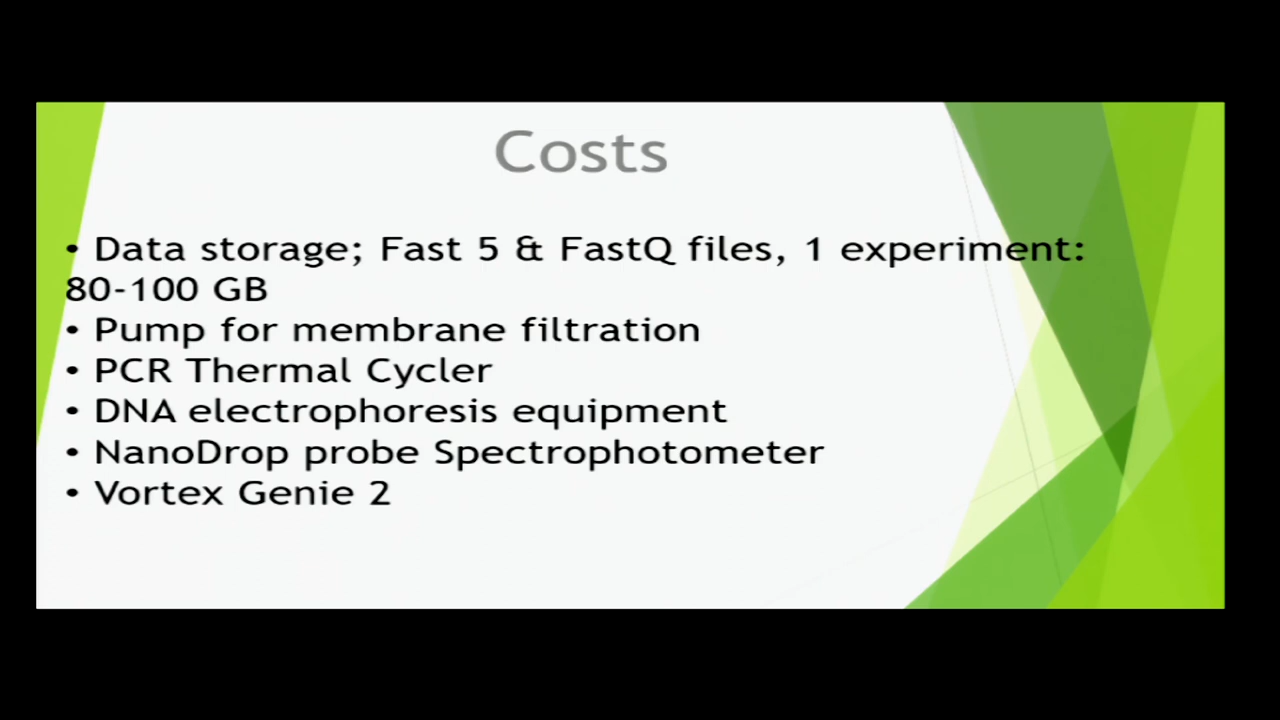 Costs
• Data storage; Fast 5 & FastQ files, 1 experiment:
80-100 GB
• Pump for membrane filtration
• PCR Thermal Cycler
• DNA electrophoresis equipment
• NanoDrop probe Spectrophotometer
• Vortex Genie 2